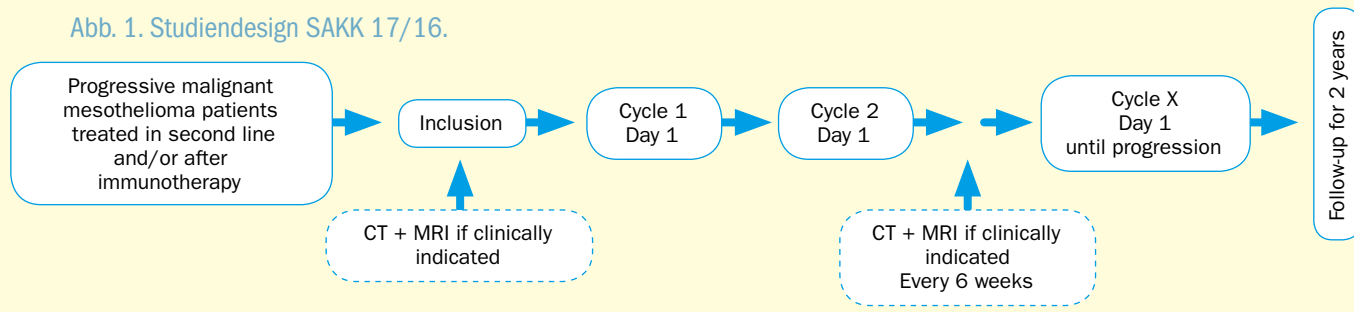 Abb. 1. Studiendesign SAKK 17/16.
Progressive malignant
mesothelioma patients
treated in second line
and/or after
immunotherapy
Inclusion
Cycle 1
Day 1
Cycle 2
Day 1
Cycle X
Day 1
until progression
Follow-up for 2 years
CT + MRI if clinically
indicated
CT + MRI if clinically
indicated
Every 6 weeks